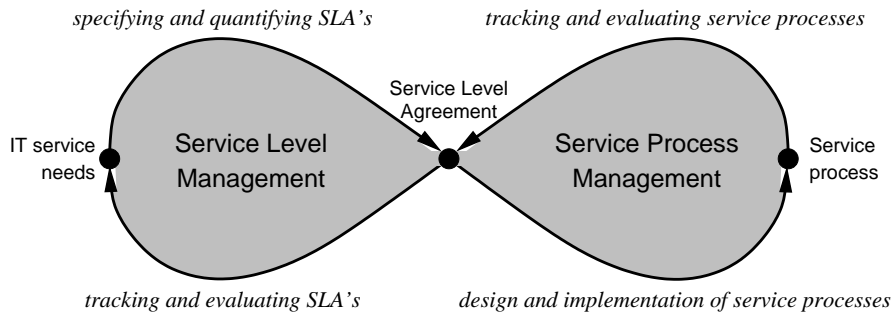 specifying and quantifying SLA's
tracking and evaluating service processes
Service Level
Agreement
IT service
needs
Service Level
Management
Service Process
Management
Service
process
tracking and evaluating SLA's
design and implementation of service processes